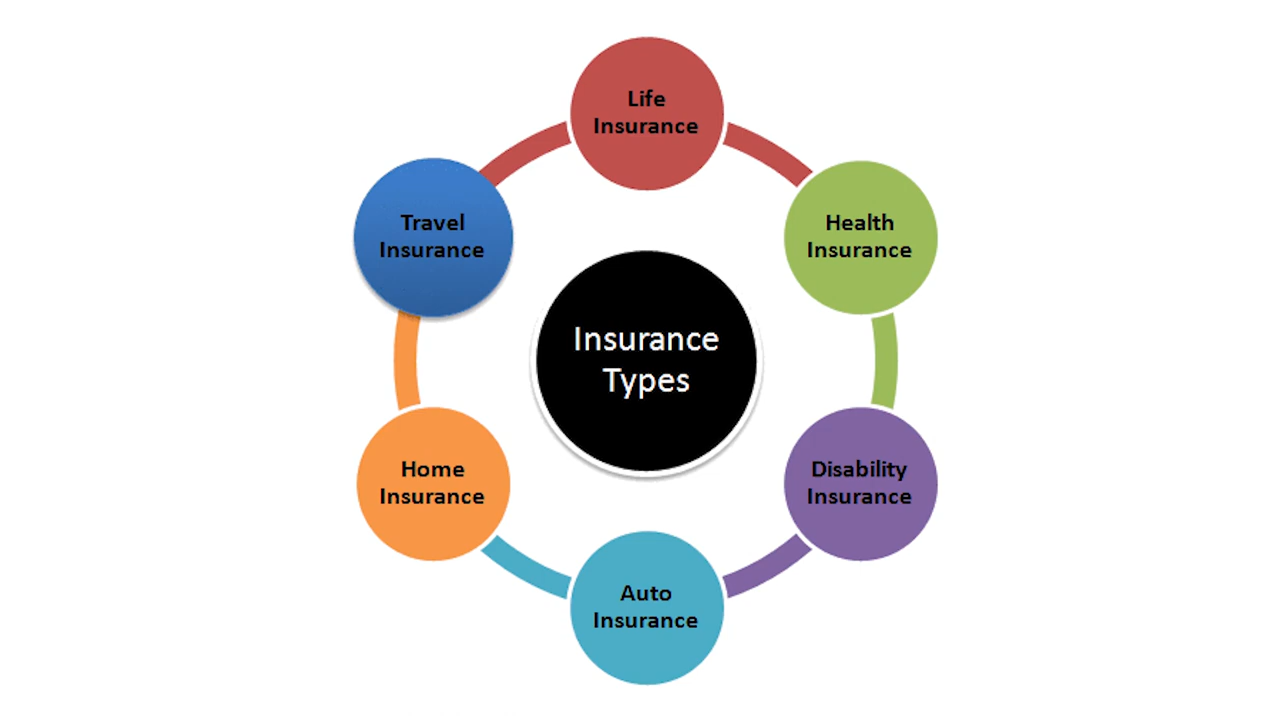 Life
Insurance
Travel
Insurance
Health
Insurance
Insurance
Types
Home
Insurance
Disability
Insurance
Auto
Insurance